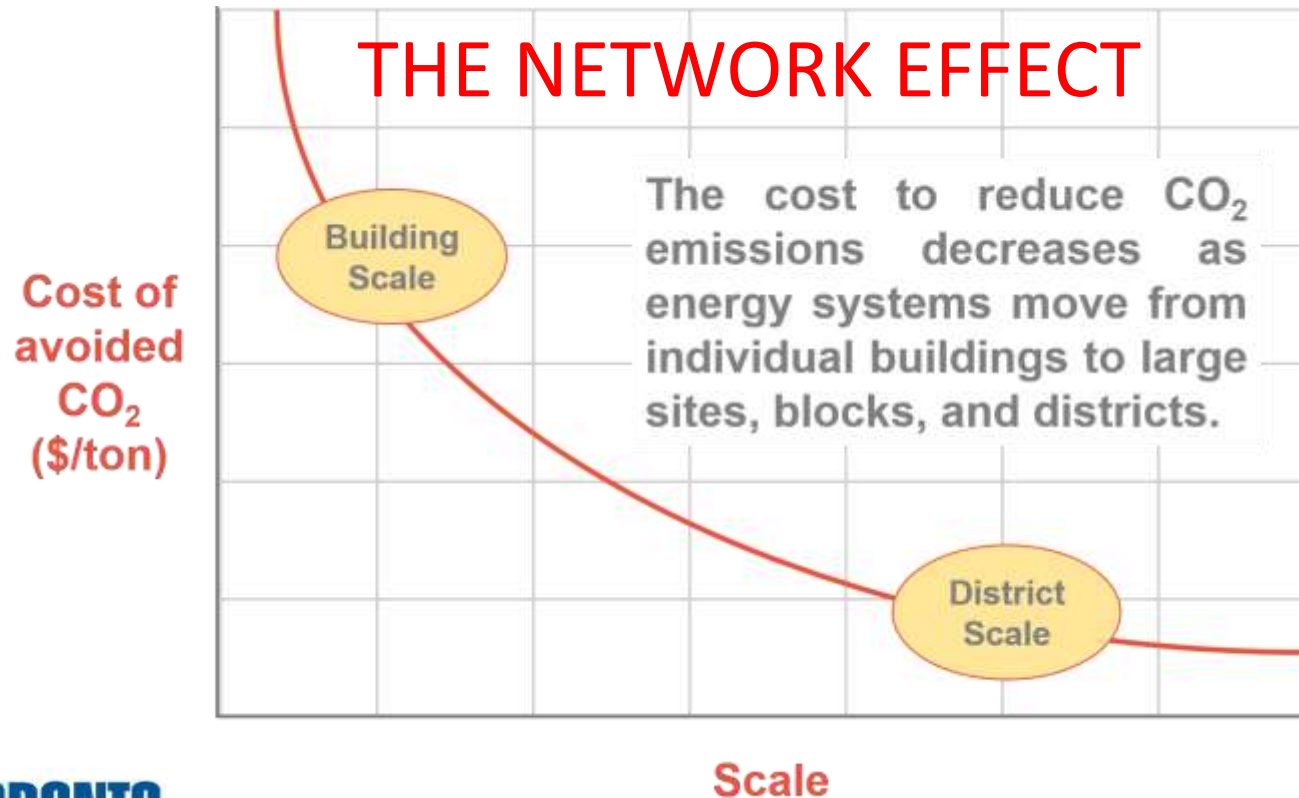 THE NETWORK EFFECT
The cost to reduce CO₂
emissions decreases as
energy systems move from
individual buildings to large
sites, blocks, and districts.
Building
Scale
Cost of
avoided
CO₂
($/ton)
District
Scale
Scale